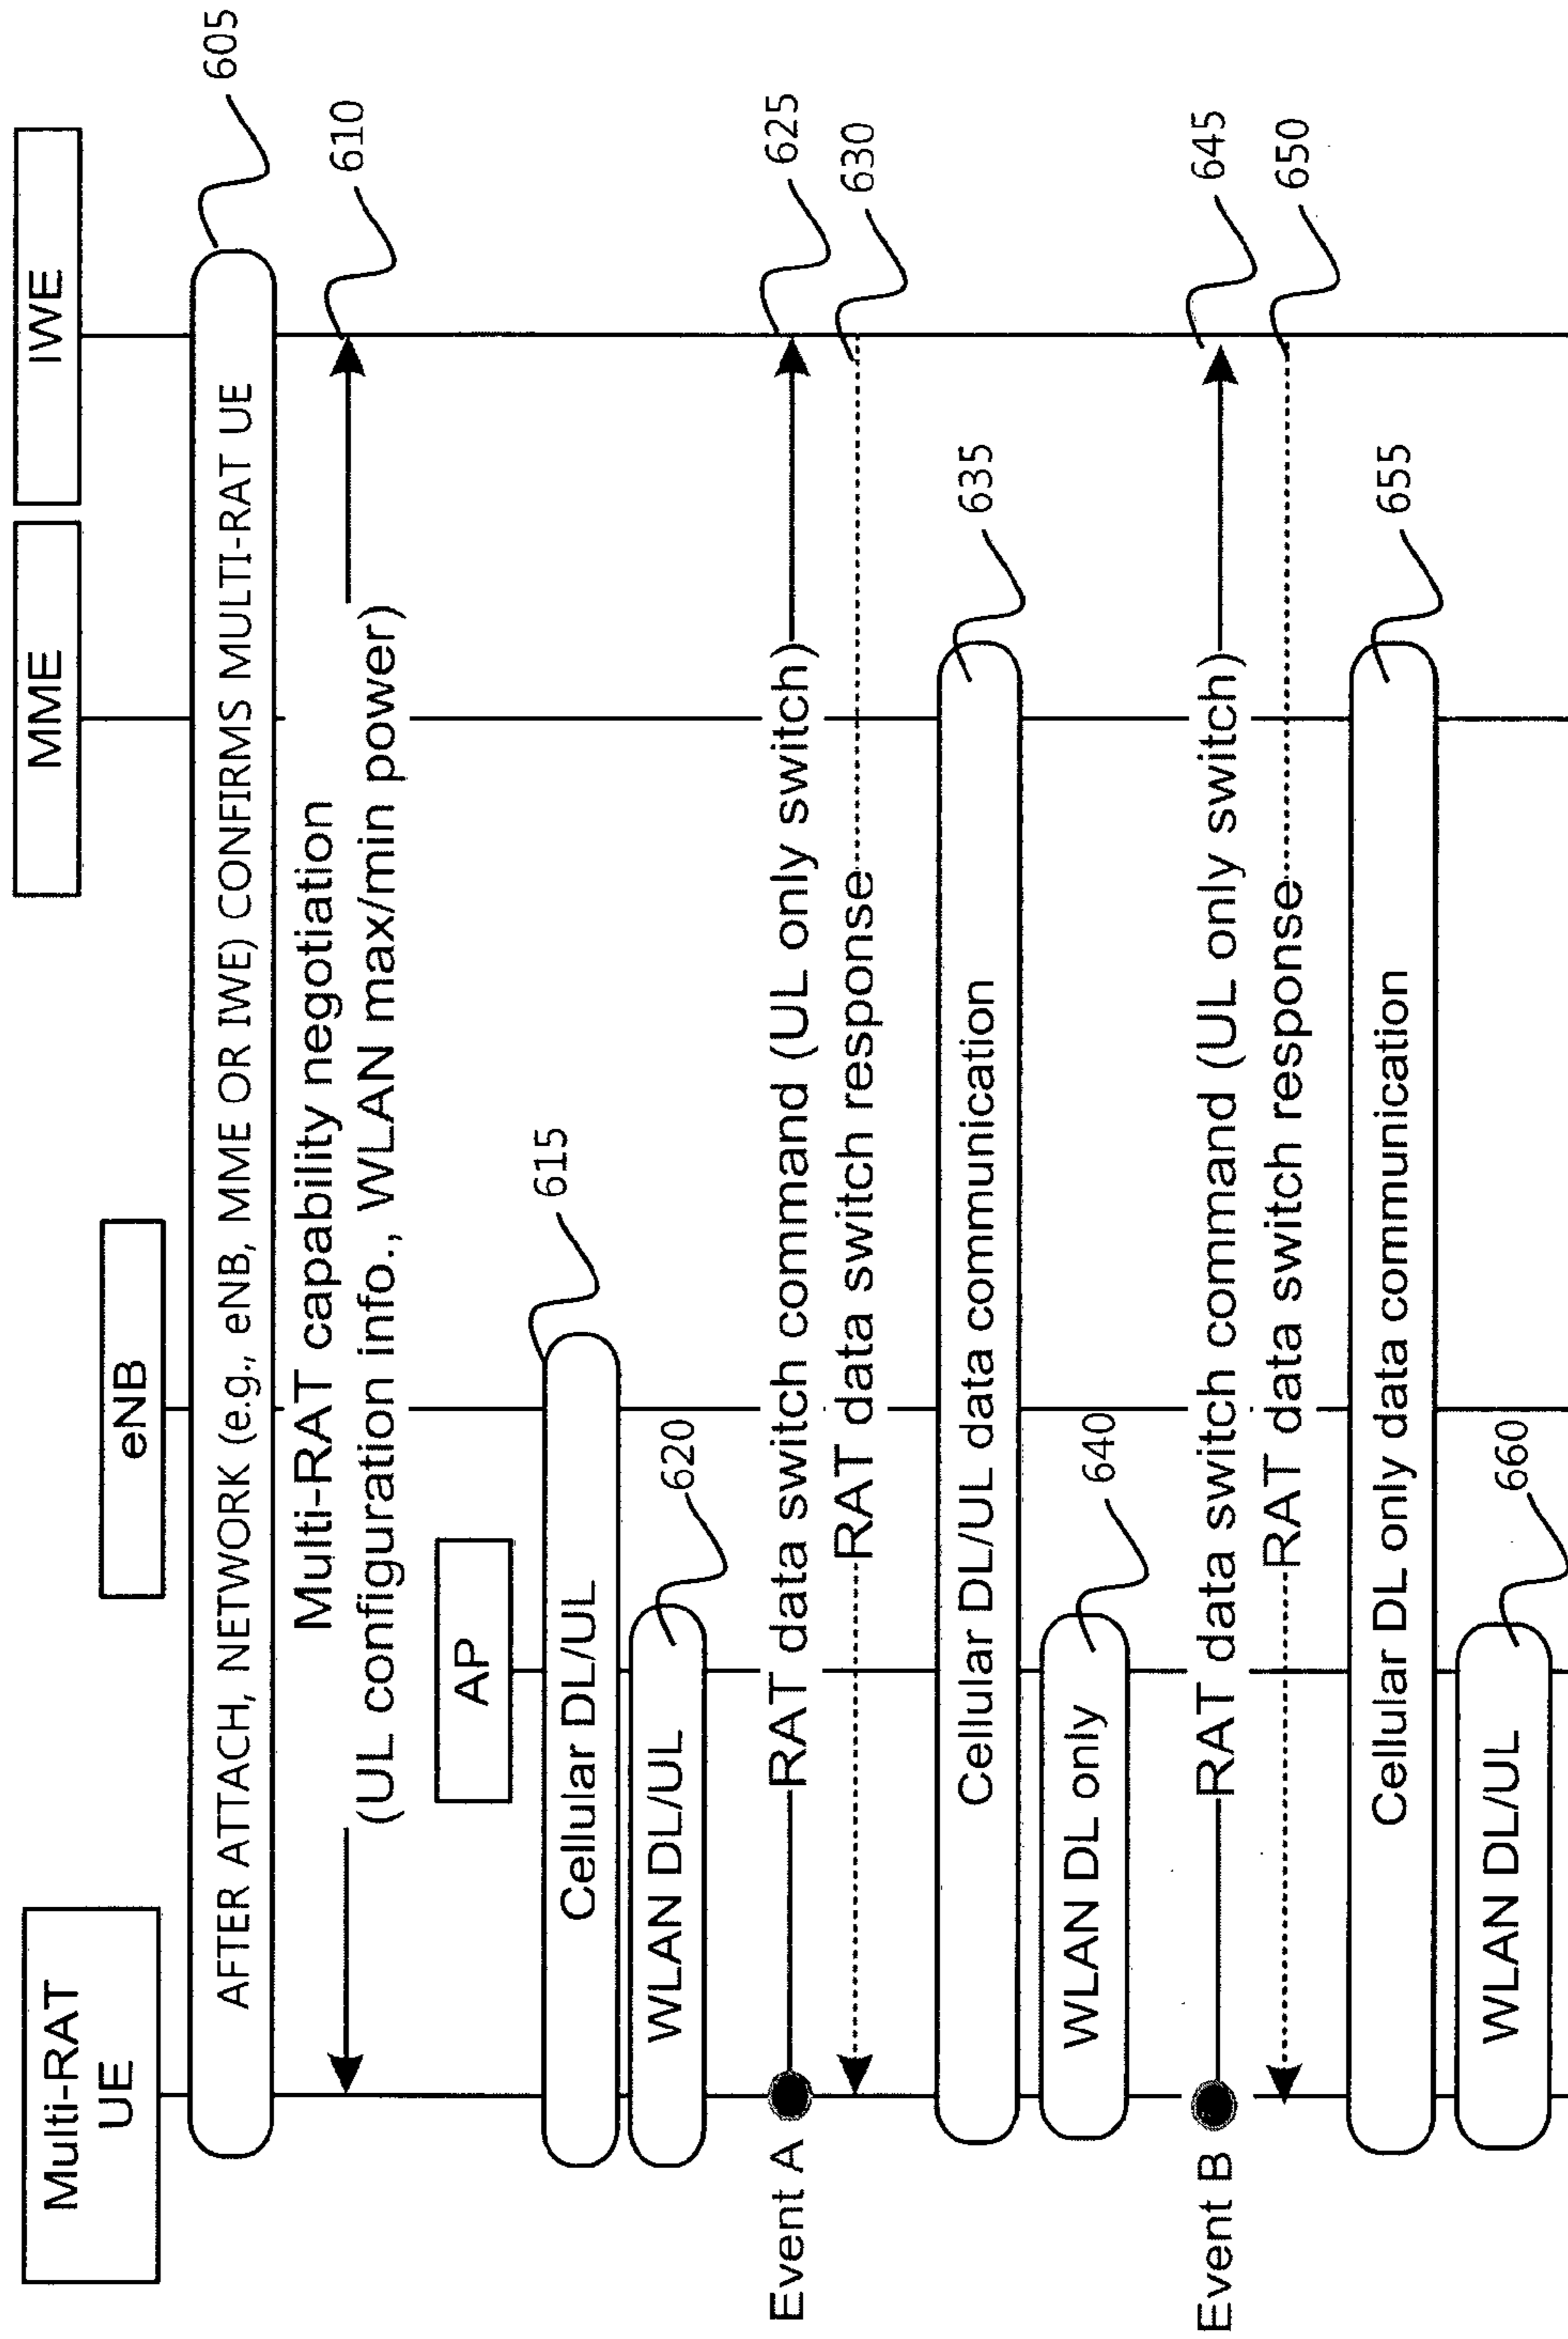 Multi-RAT
UE
AP
eNB
MME
IWE
AFTER ATTACH, NETWORK (e.g., eNB, MME OR IWE) CONFIRMS MULTI-RAT UE
605
Multi-RAT capability negotiation
(UL configuration info., WLAN max/min power)
610
Cellular DL/UL
615
WLAN DL/UL
620
Event A
RAT data switch command (UL only switch)
625
RAT data switch response
630
Cellular DL/UL data communication
635
WLAN DL only
640
Event B
RAT data switch command (UL only switch)
645
RAT data switch response
650
Cellular DL only data communication
655
WLAN DL/UL
660